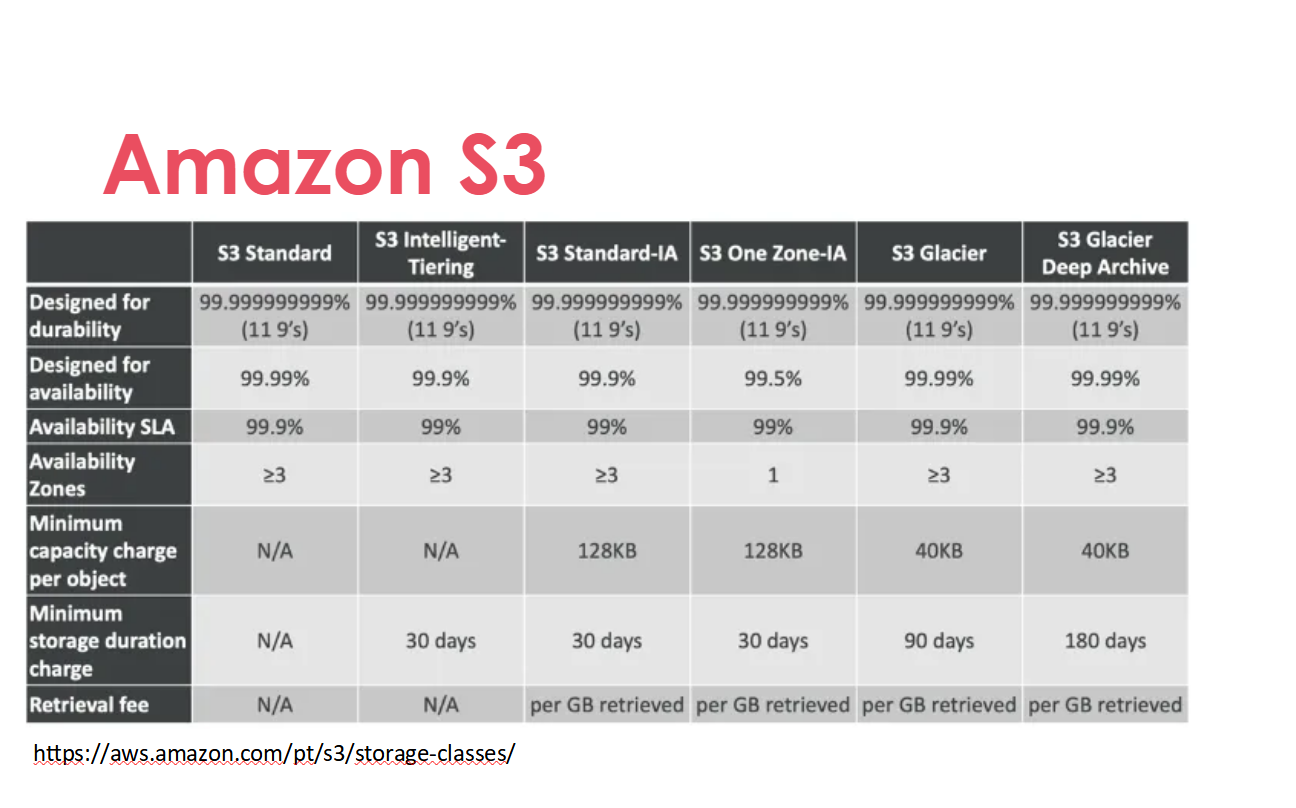 Amazon S3
S3 Standard
S3 Intelligent-
Tiering
S3 Standard-IA
S3 One Zone-IA
S3 Glacier
S3 Glacier
Deep Archive
Designed for
durability
99.999999999%
(11 9’s)
99.999999999%
(11 9’s)
99.999999999%
(11 9’s)
99.999999999%
(11 9’s)
99.999999999%
(11 9’s)
99.999999999%
(11 9’s)
Designed for
availability
99.99%
99.9%
99.9%
99.5%
99.99%
99.99%
Availability SLA
99.9%
99%
99%
99%
99.9%
99.9%
Availability
Zones
≥3
≥3
≥3
1
≥3
≥3
Minimum
capacity charge
per object
N/A
N/A
128KB
128KB
40KB
40KB
Minimum
storage duration
charge
N/A
30 days
30 days
30 days
90 days
180 days
Retrieval fee
N/A
N/A
per GB retrieved
per GB retrieved
per GB retrieved
per GB retrieved
https://aws.amazon.com/pt/s3/storage-classes/